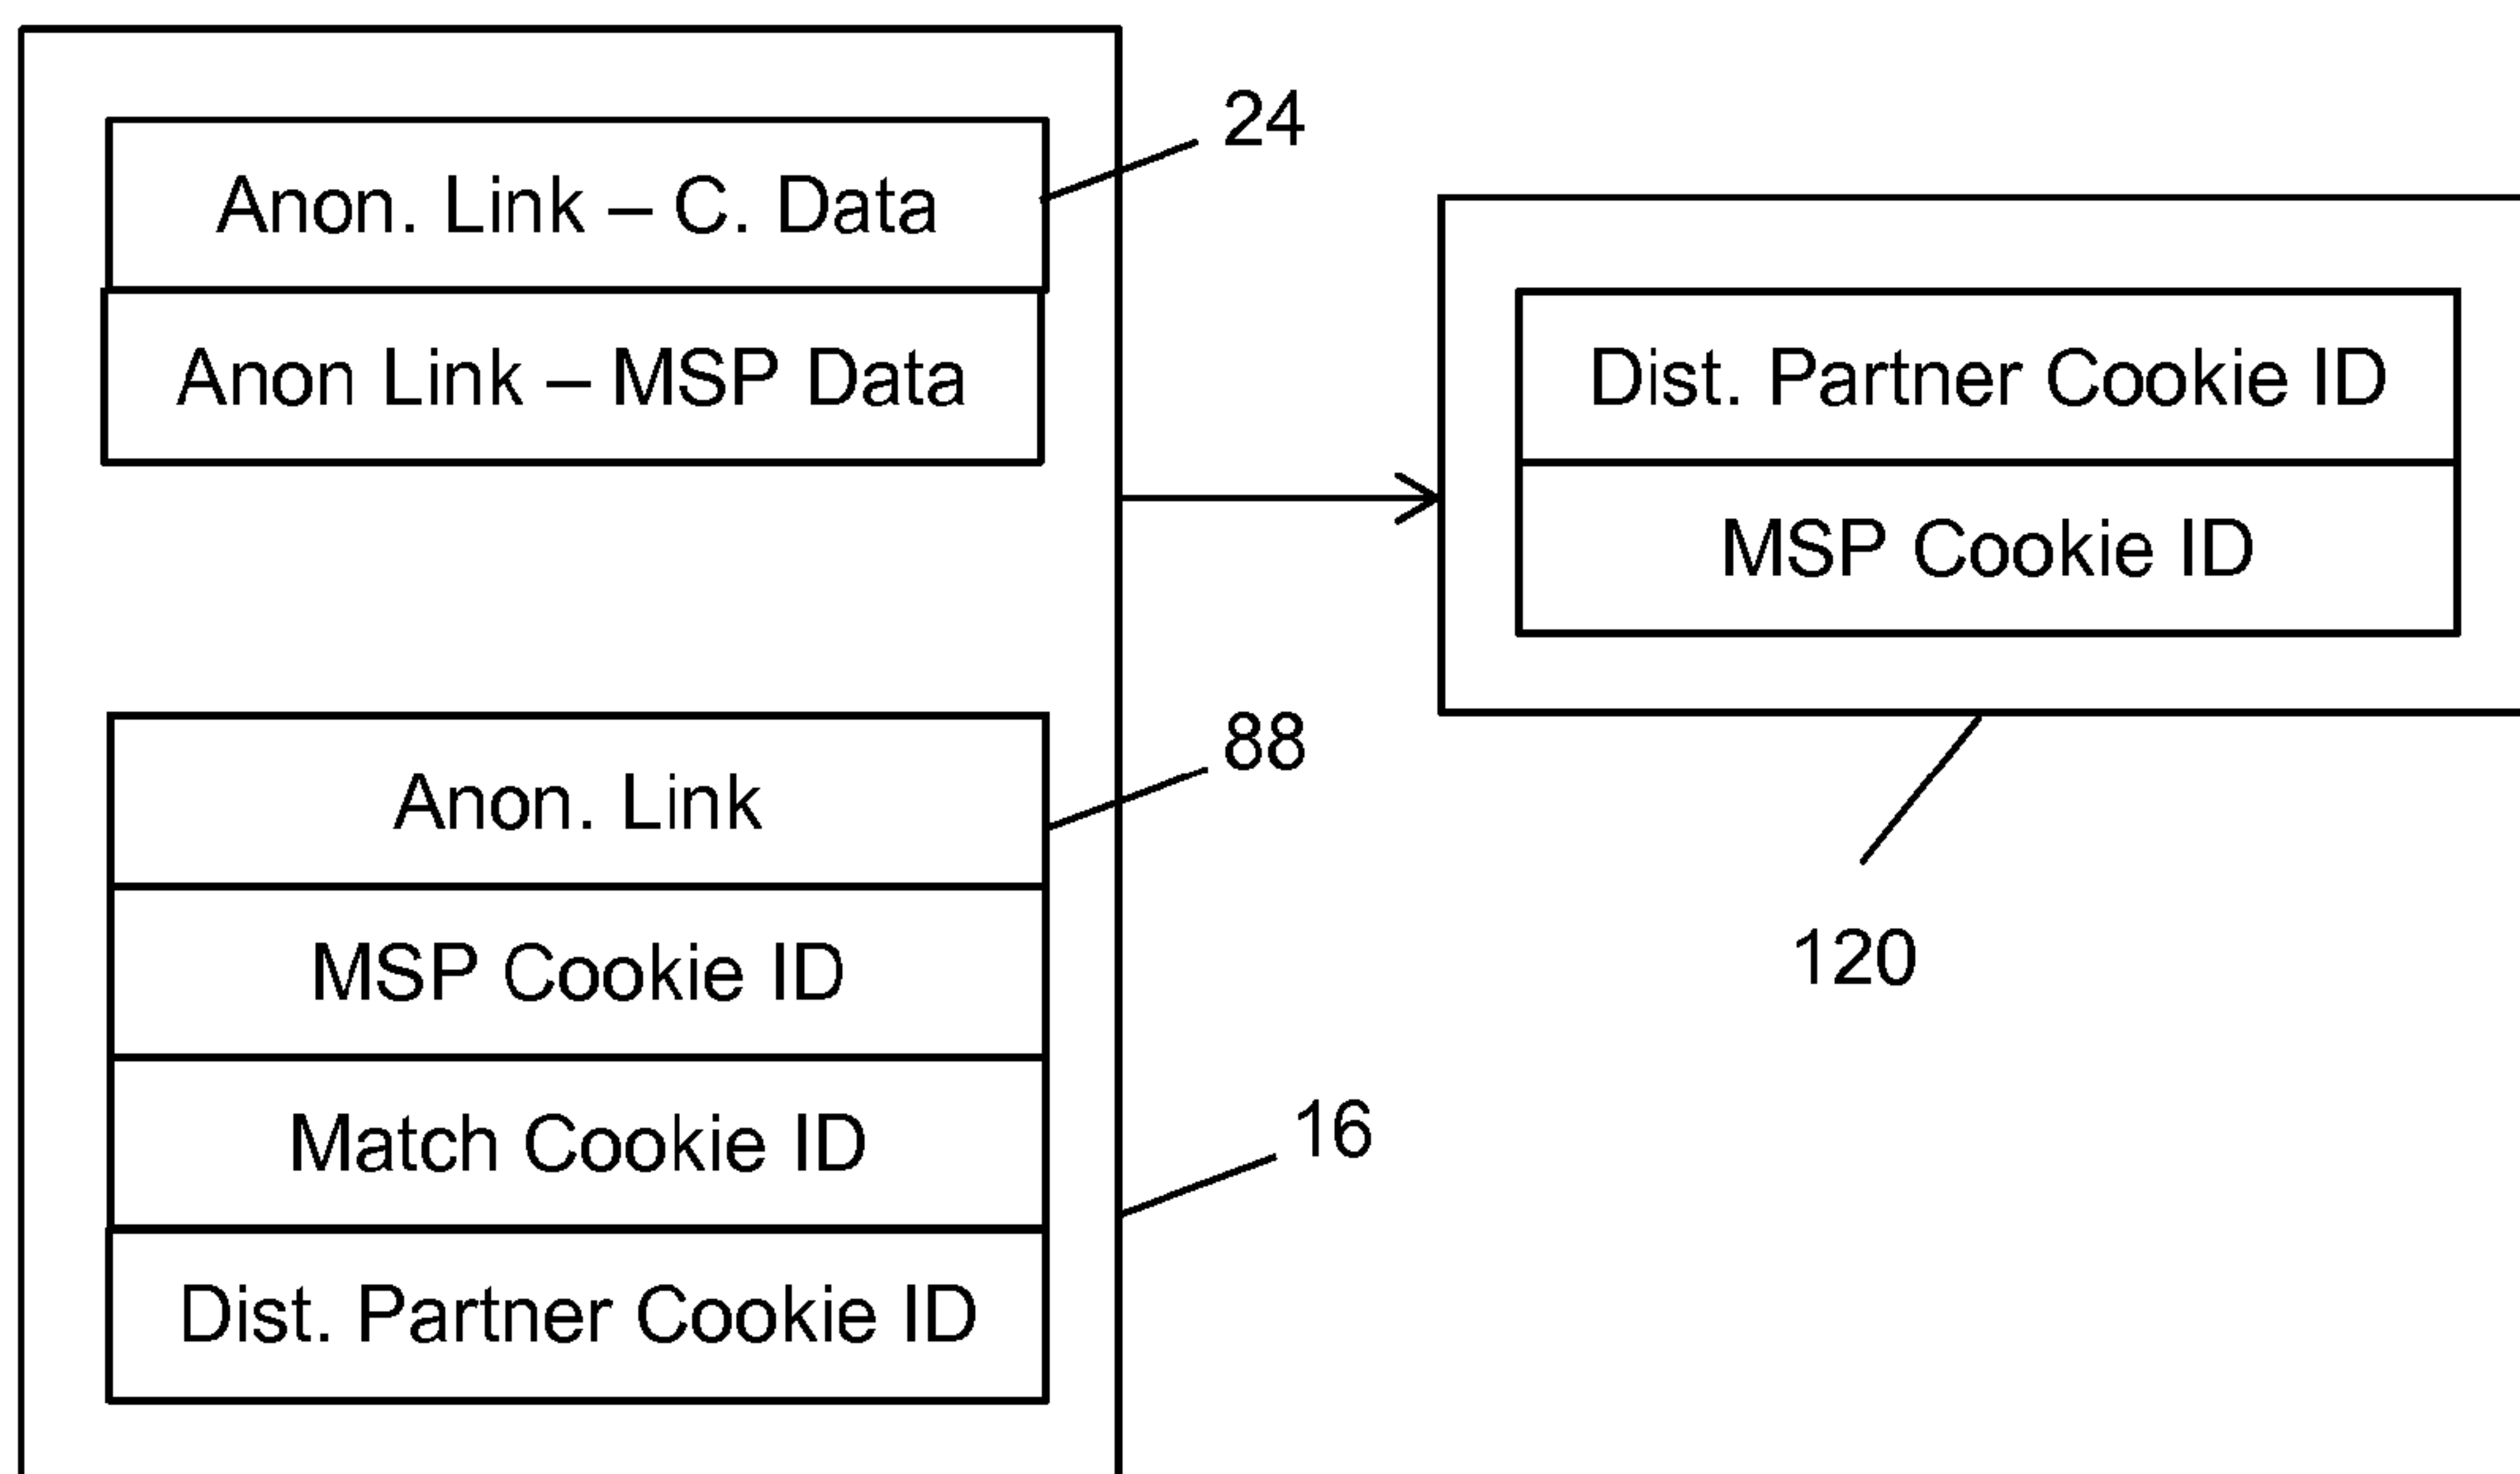 24
Anon. Link – C. Data
Anon Link – MSP Data
Dist. Partner Cookie ID
MSP Cookie ID
88
Anon. Link
MSP Cookie ID
120
Match Cookie ID
16
Dist. Partner Cookie ID